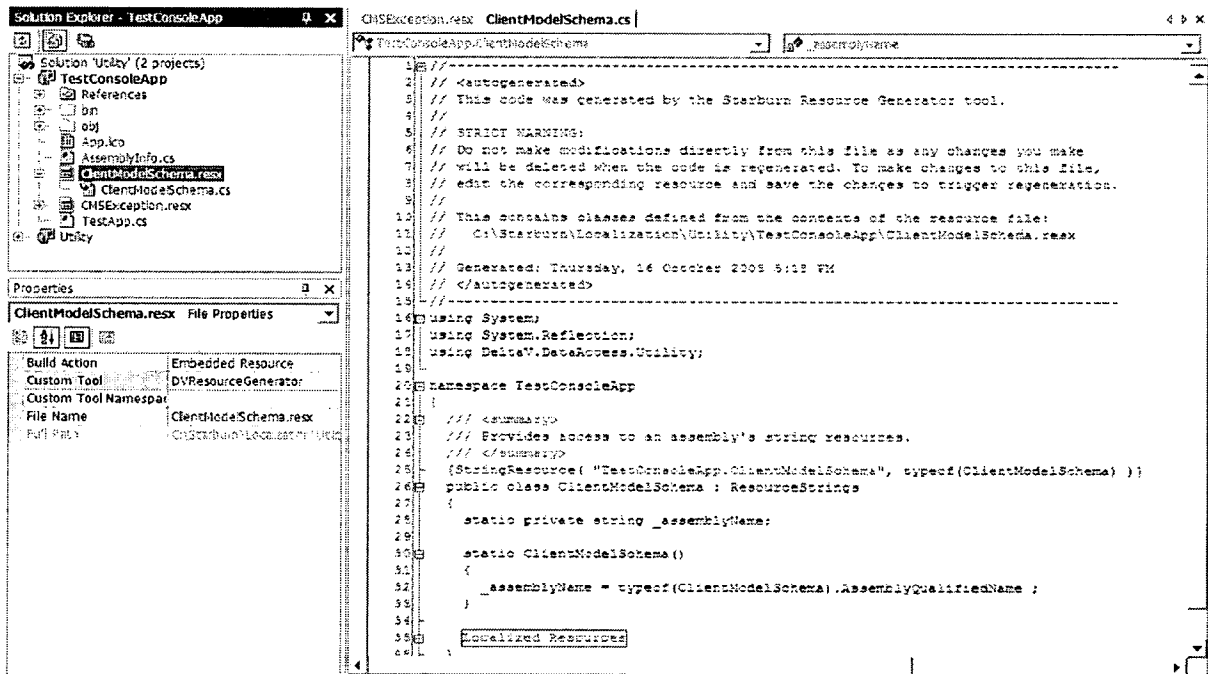 Solution Explorer - TestConsoleApp
Solution 'Utility' (2 projects)
TestConsoleApp
References
bin
obj
App.ico
AssemblyInfo.cs
ClientModelSchema.resx
ClientModelSchema.cs
CMSException.resx
TestApp.cs
Utility
Properties
ClientModelSchema.resx File Properties
Build Action Embedded Resource
Custom Tool DVResourceGenerator
Custom Tool Namespac
File Name ClientModelSchema.resx
Full Path C:\Starburn\Localization\Utilit
CMSException.resx ClientModelSchema.cs
TestConsoleApp.ClientModelSchema _assemblyName
1 //
2 // <autogenerated>
3 // This code was generated by the Starburn Resource Generator tool.
4 //
5 // STRICT WARNING:
6 // Do not make modifications directly from this file as any changes you make
7 // will be deleted when the code is regenerated. To make changes to this file,
8 // edit the corresponding resource and save the changes to trigger regeneration.
9 //
10 // This contains classes defined from the contents of the resource file:
11 // C:\Starburn\Localization\Utility\TestConsoleApp\ClientModelSchema.resx
12 //
13 // Generated: Thursday, 16 October 2005 5:18 PM
14 // </autogenerated>
15 //
16 using System;
17 using System.Reflection;
18 using DeltaV.DataAccess.Utility;
19
20 namespace TestConsoleApp
21 {
22 /// <summary>
23 /// Provides access to an assembly's string resources.
24 /// </summary>
25 [StringResource( "TestConsoleApp.ClientModelSchema", typeof(ClientModelSchema) )]
26 public class ClientModelSchema : ResourceStrings
27 {
28 static private string _assemblyName;
29
30 static ClientModelSchema()
31 {
32 _assemblyName = typeof(ClientModelSchema).AssemblyQualifiedName ;
33 }
34
35 Localized Resources